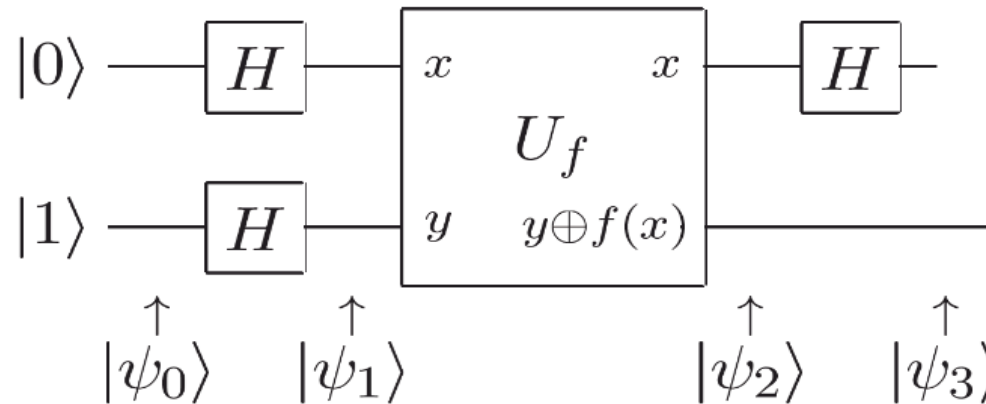 |0⟩ H x x H
U_f
|1⟩ H y y⊕f(x)
↑ ↑ ↑ ↑
|ψ₀⟩ |ψ₁⟩ |ψ₂⟩ |ψ₃⟩